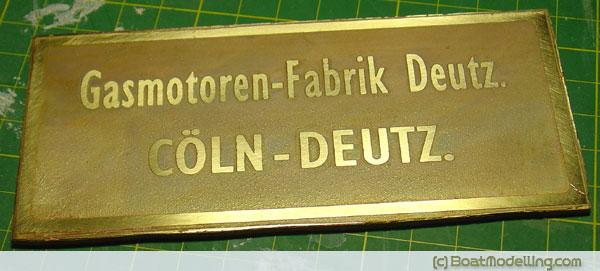 Gasmotoren-Fabrik Deutz.
CÖLN-DEUTZ.
(c) BoatModelling.com